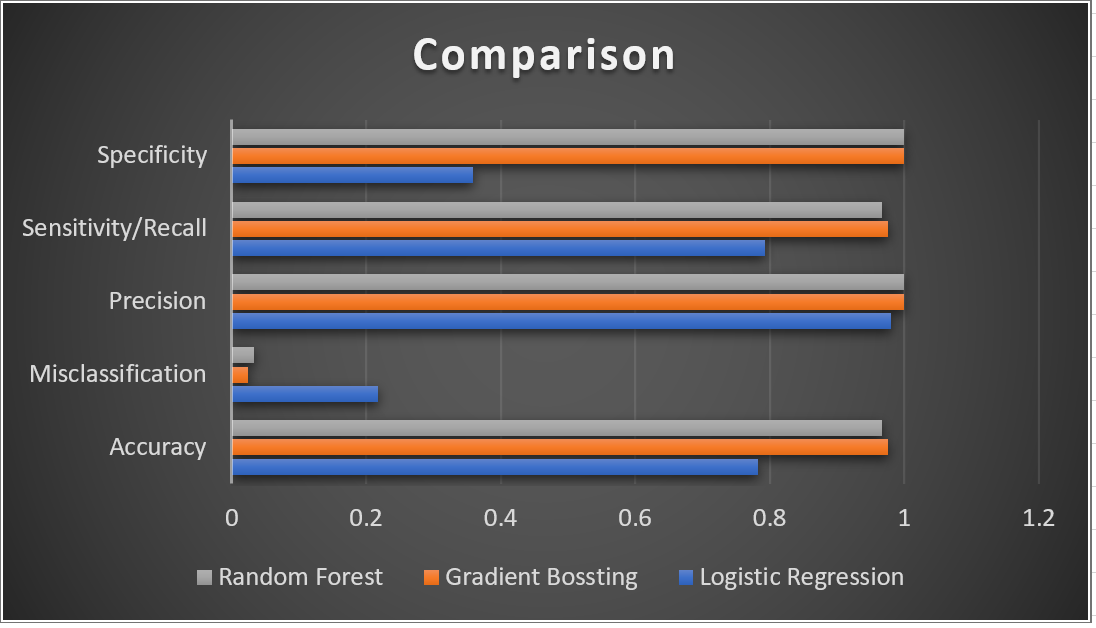 Comparison
Specificity
Sensitivity/Recall
Precision
Misclassification
Accuracy
0 0.2 0.4 0.6 0.8 1 1.2
Random Forest Gradient Bossting Logistic Regression